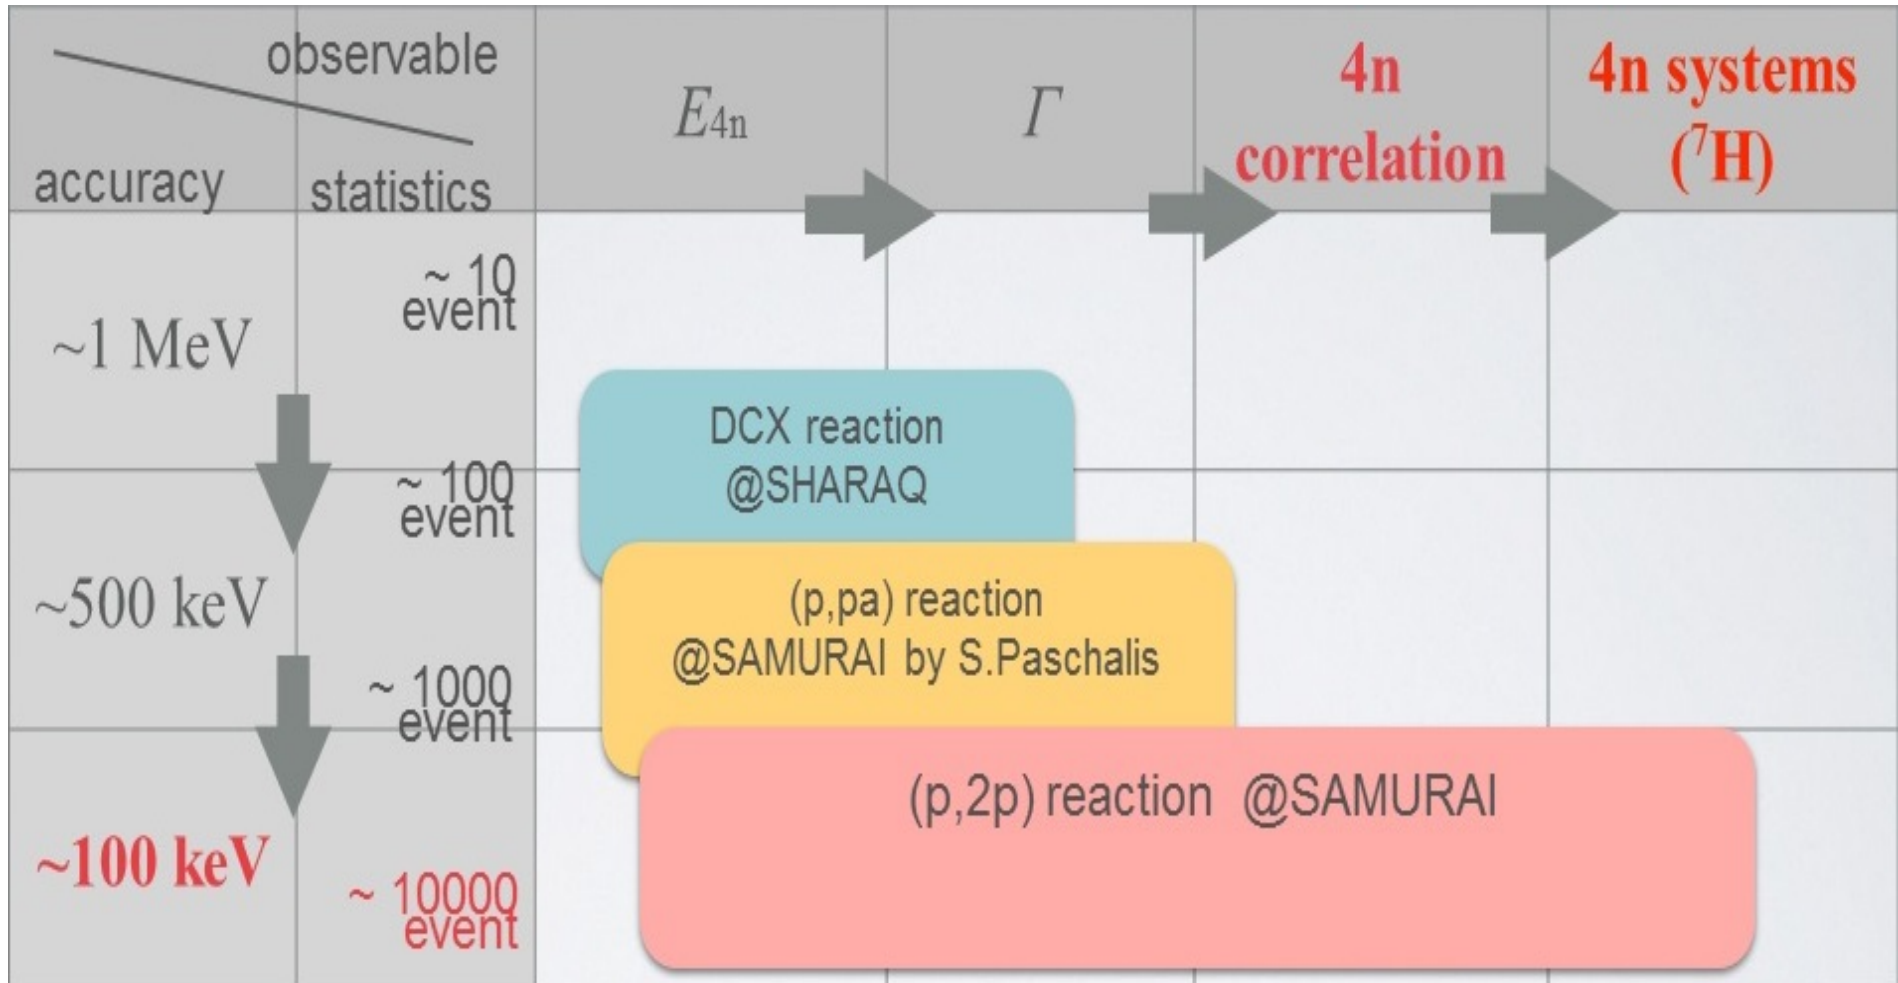 observable
accuracy
statistics
E4n
Γ
4n
correlation
4n systems
(⁷H)
~1 MeV
~ 10
event
~ 100
event
~500 keV
~ 1000
event
~100 keV
~ 10000
event
DCX reaction
@SHARAQ
(p,pa) reaction
@SAMURAI by S.Paschalis
(p,2p) reaction @SAMURAI